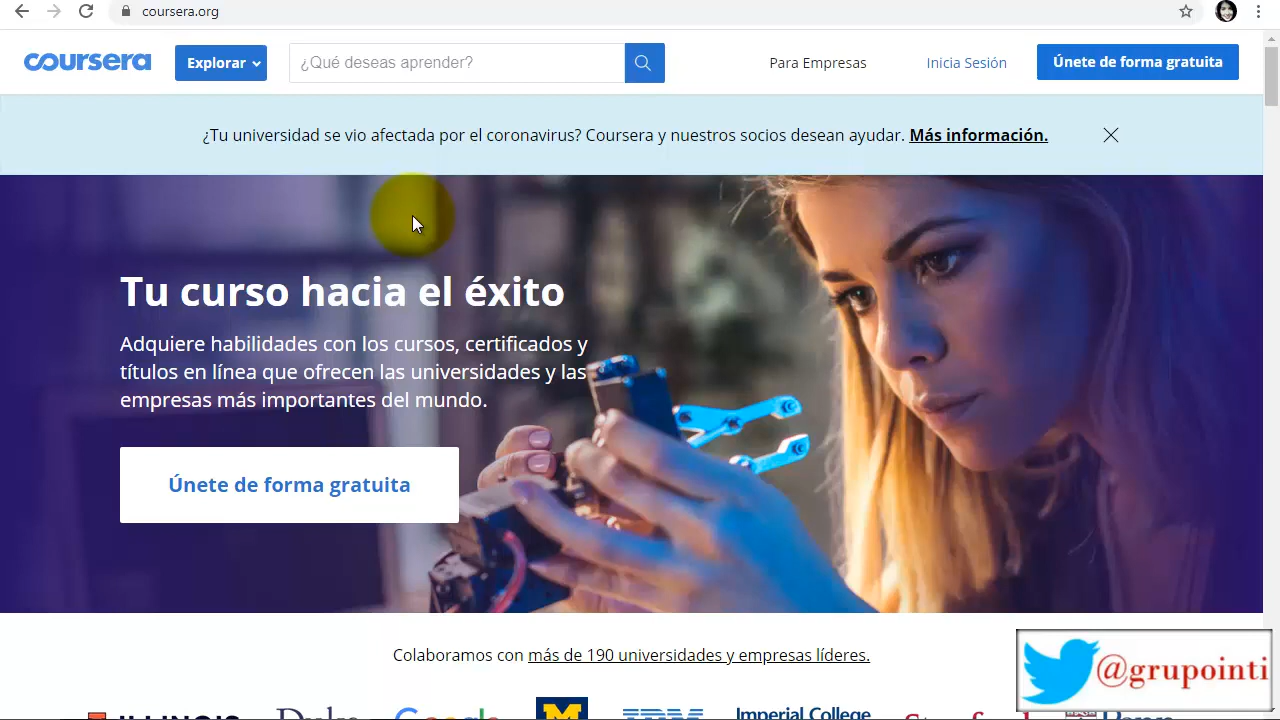 coursera.org
coursera
Explorar
¿Qué deseas aprender?
Para Empresas
Inicia Sesión
Únete de forma gratuita
¿Tu universidad se vio afectada por el coronavirus? Coursera y nuestros socios desean ayudar. Más información.
Tu curso hacia el éxito
Adquiere habilidades con los cursos, certificados y
títulos en línea que ofrecen las universidades y las
empresas más importantes del mundo.
Únete de forma gratuita
Colaboramos con más de 190 universidades y empresas líderes.
ILLINOIS
Duke
Google
M
IBM
Imperial College
Stanford
Penn
@grupointi